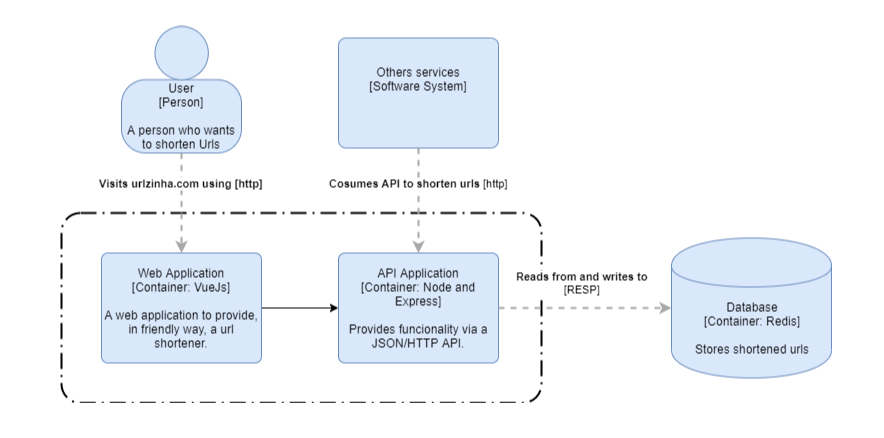 User
[Person]
A person who wants
to shorten Urls
Others services
[Software System]
Visits urlzinha.com using [http]
Cosumes API to shorten urls [http]
Web Application
[Container: VueJs]
A web application to provide,
in friendly way, a url
shortener.
API Application
[Container: Node and
Express]
Provides funcionality via a
JSON/HTTP API.
Reads from and writes to
[RESP]
Database
[Container: Redis]
Stores shortened urls